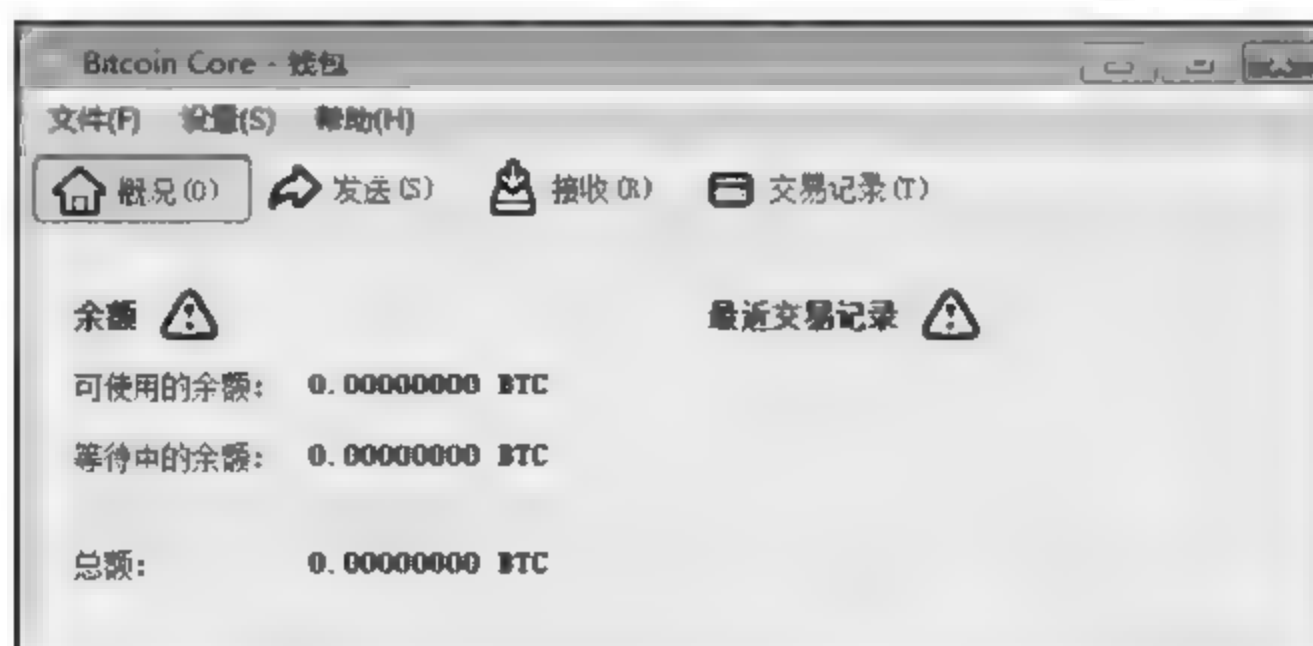 Bitcoin Core - 钱包
文件(F) 设置(S) 帮助(H)
概况(O) 发送(S) 接收(R) 交易记录(T)
余额 最近交易记录
可使用的余额: 0.00000000 BTC
等待中的余额: 0.00000000 BTC
总额: 0.00000000 BTC